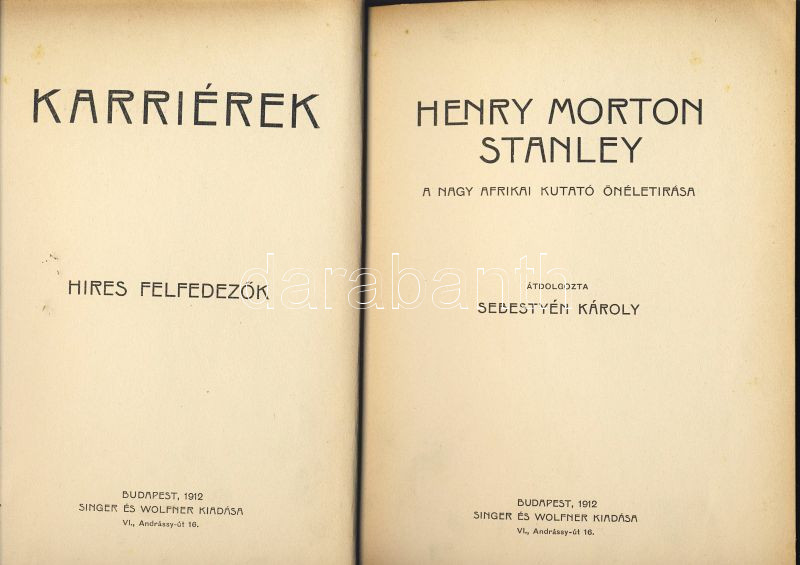 KARRIÉREK
HIRES FELFEDEZŐK
BUDAPEST, 1912
SINGER ÉS WOLFNER KIADÁSA
VI., Andrássy-út 16.
HENRY MORTON
STANLEY
A NAGY AFRIKAI KUTATÓ ÖNÉLETIRÁSA
ÁTDOLGOZTA
SEBESTYÉN KÁROLY
BUDAPEST, 1912
SINGER ÉS WOLFNER KIADÁSA
VI., Andrássy-út 16.
darabanth